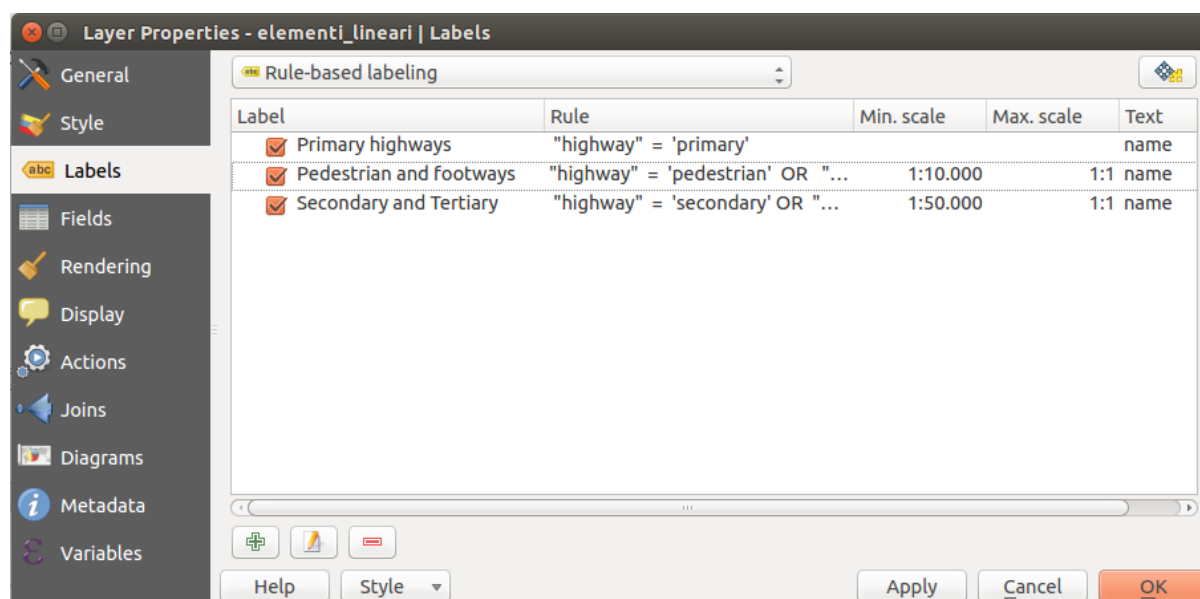 Layer Properties - elementi_lineari | Labels
General
Style
Labels
Fields
Rendering
Display
Actions
Joins
Diagrams
Metadata
Variables
Rule-based labeling
Label Rule Min. scale Max. scale Text
Primary highways "highway" = 'primary' name
Pedestrian and footways "highway" = 'pedestrian' OR "... 1:10.000 1:1 name
Secondary and Tertiary "highway" = 'secondary' OR "... 1:50.000 1:1 name
Help Style Apply Cancel OK